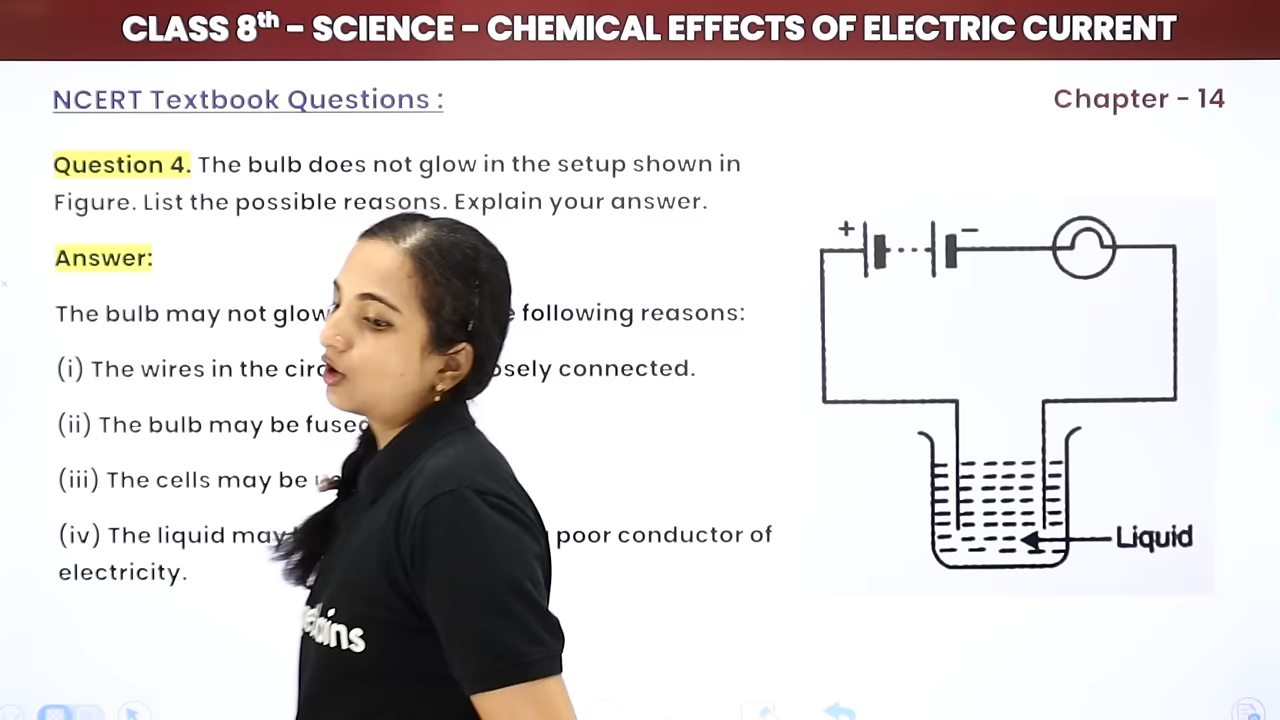 CLASS 8th - SCIENCE - CHEMICAL EFFECTS OF ELECTRIC CURRENT
NCERT Textbook Questions :
Chapter - 14
Question 4. The bulb does not glow in the setup shown in
Figure. List the possible reasons. Explain your answer.
Answer:
The bulb may not glow following reasons:
(i) The wires in the connected.
(ii) The bulb may be
(iii) The cells may be
(iv) The liquid may poor conductor of
electricity.
+
−
Liquid